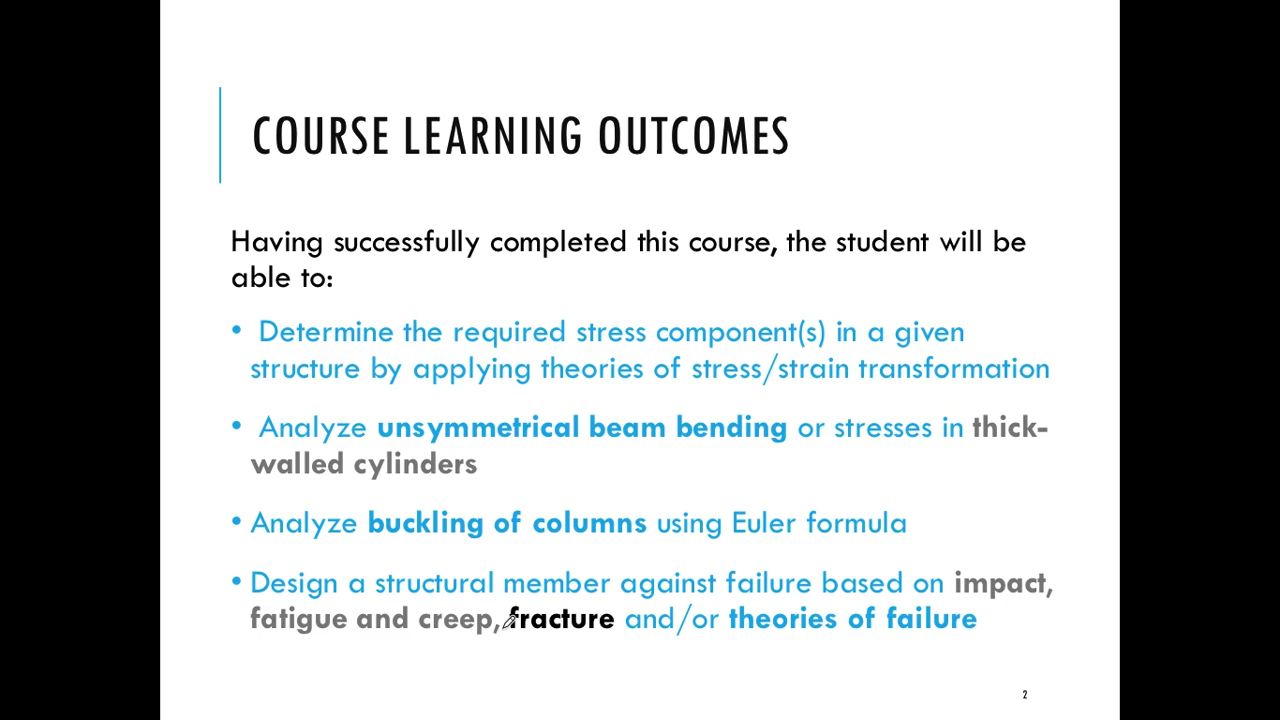 COURSE LEARNING OUTCOMES
Having successfully completed this course, the student will be
able to:
• Determine the required stress component(s) in a given
structure by applying theories of stress/strain transformation
• Analyze unsymmetrical beam bending or stresses in thick-
walled cylinders
• Analyze buckling of columns using Euler formula
• Design a structural member against failure based on impact,
fatigue and creep, fracture and/or theories of failure
2